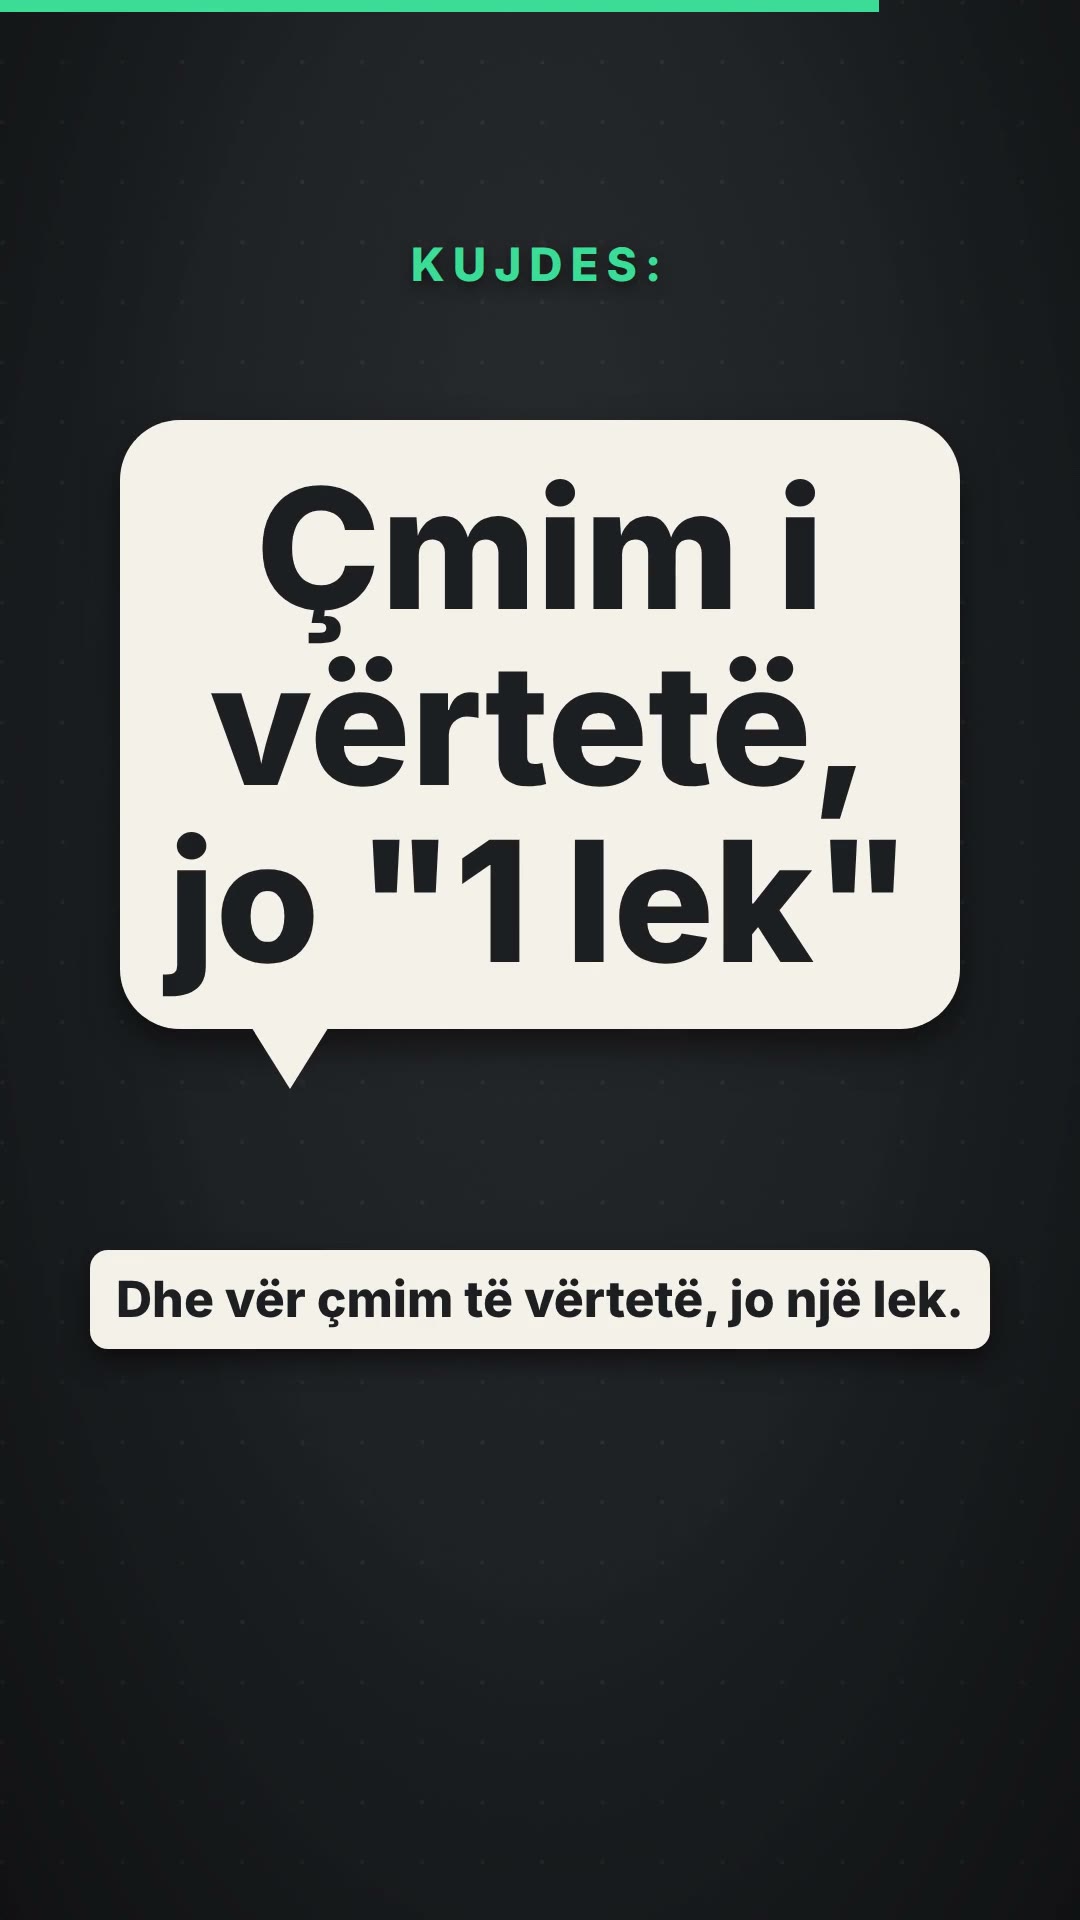 KUJDES:
Çmim i
vërtetë,
jo "1 lek"
Dhe vër çmim të vërtetë, jo një lek.